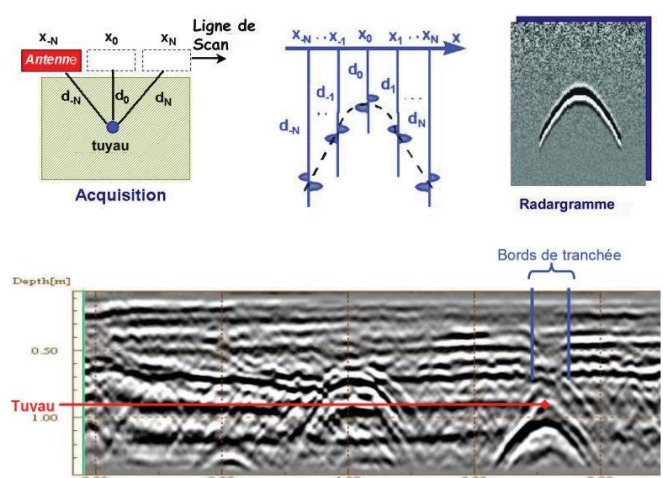 x-N
x0
xN
Ligne de
Scan
Antenne
d-N
d0
dN
tuyau
Acquisition
x-N .. x-1 x0 x1 .. xN x
d0
d-1
d1
..
...
d-N
dN
Radargramme
Bords de tranchée
Depth[m]
0.50
Tuyau
1.00